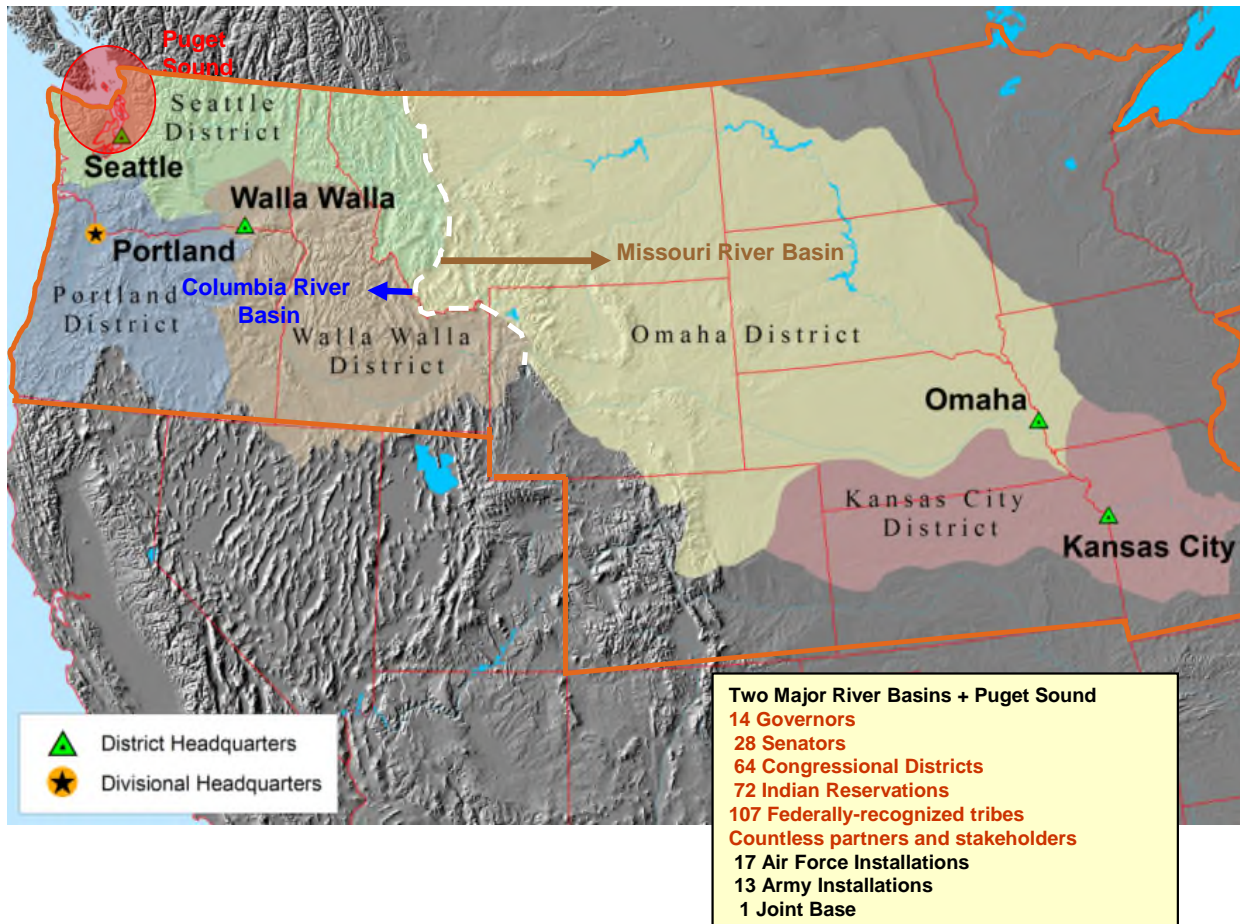 Puget
Sound
Seattle
District
Seattle
Walla Walla
Portland
Portland
District
Columbia River
Basin
Walla Walla
District
Missouri River Basin
Omaha District
Omaha
Kansas City
District
Kansas City
District Headquarters
Divisional Headquarters
Two Major River Basins + Puget Sound
14 Governors
28 Senators
64 Congressional Districts
72 Indian Reservations
107 Federally-recognized tribes
Countless partners and stakeholders
17 Air Force Installations
13 Army Installations
1 Joint Base